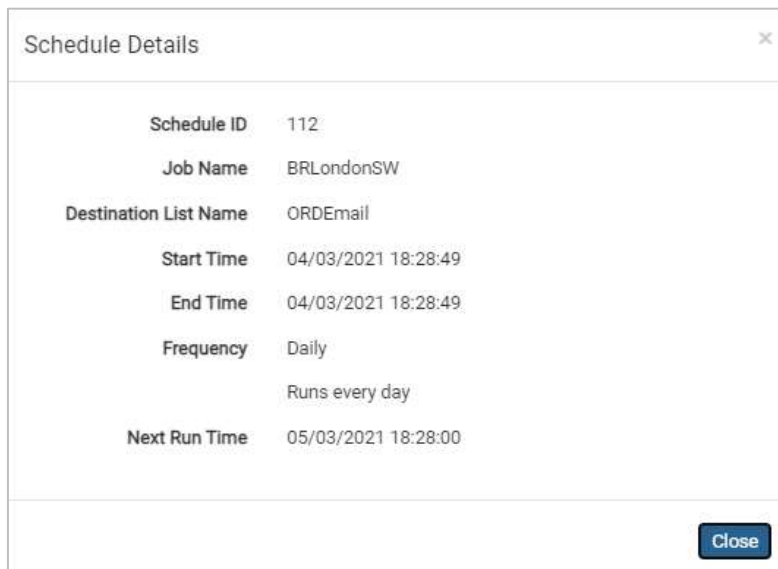 Schedule Details ×
Schedule ID 112
Job Name BRLondonSW
Destination List Name ORDEmail
Start Time 04/03/2021 18:28:49
End Time 04/03/2021 18:28:49
Frequency Daily
Runs every day
Next Run Time 05/03/2021 18:28:00
Close